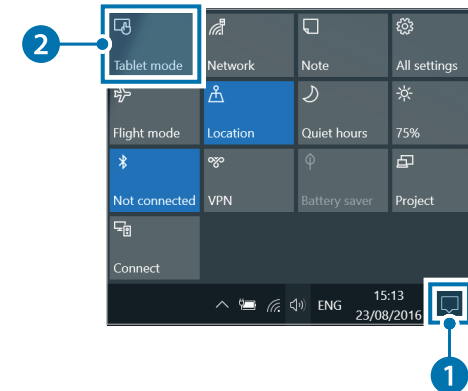 2
Tablet mode
Network
Note
All settings
Flight mode
Location
Quiet hours
75%
Not connected
VPN
Battery saver
Project
Connect
ENG
15:13
23/08/2016
1